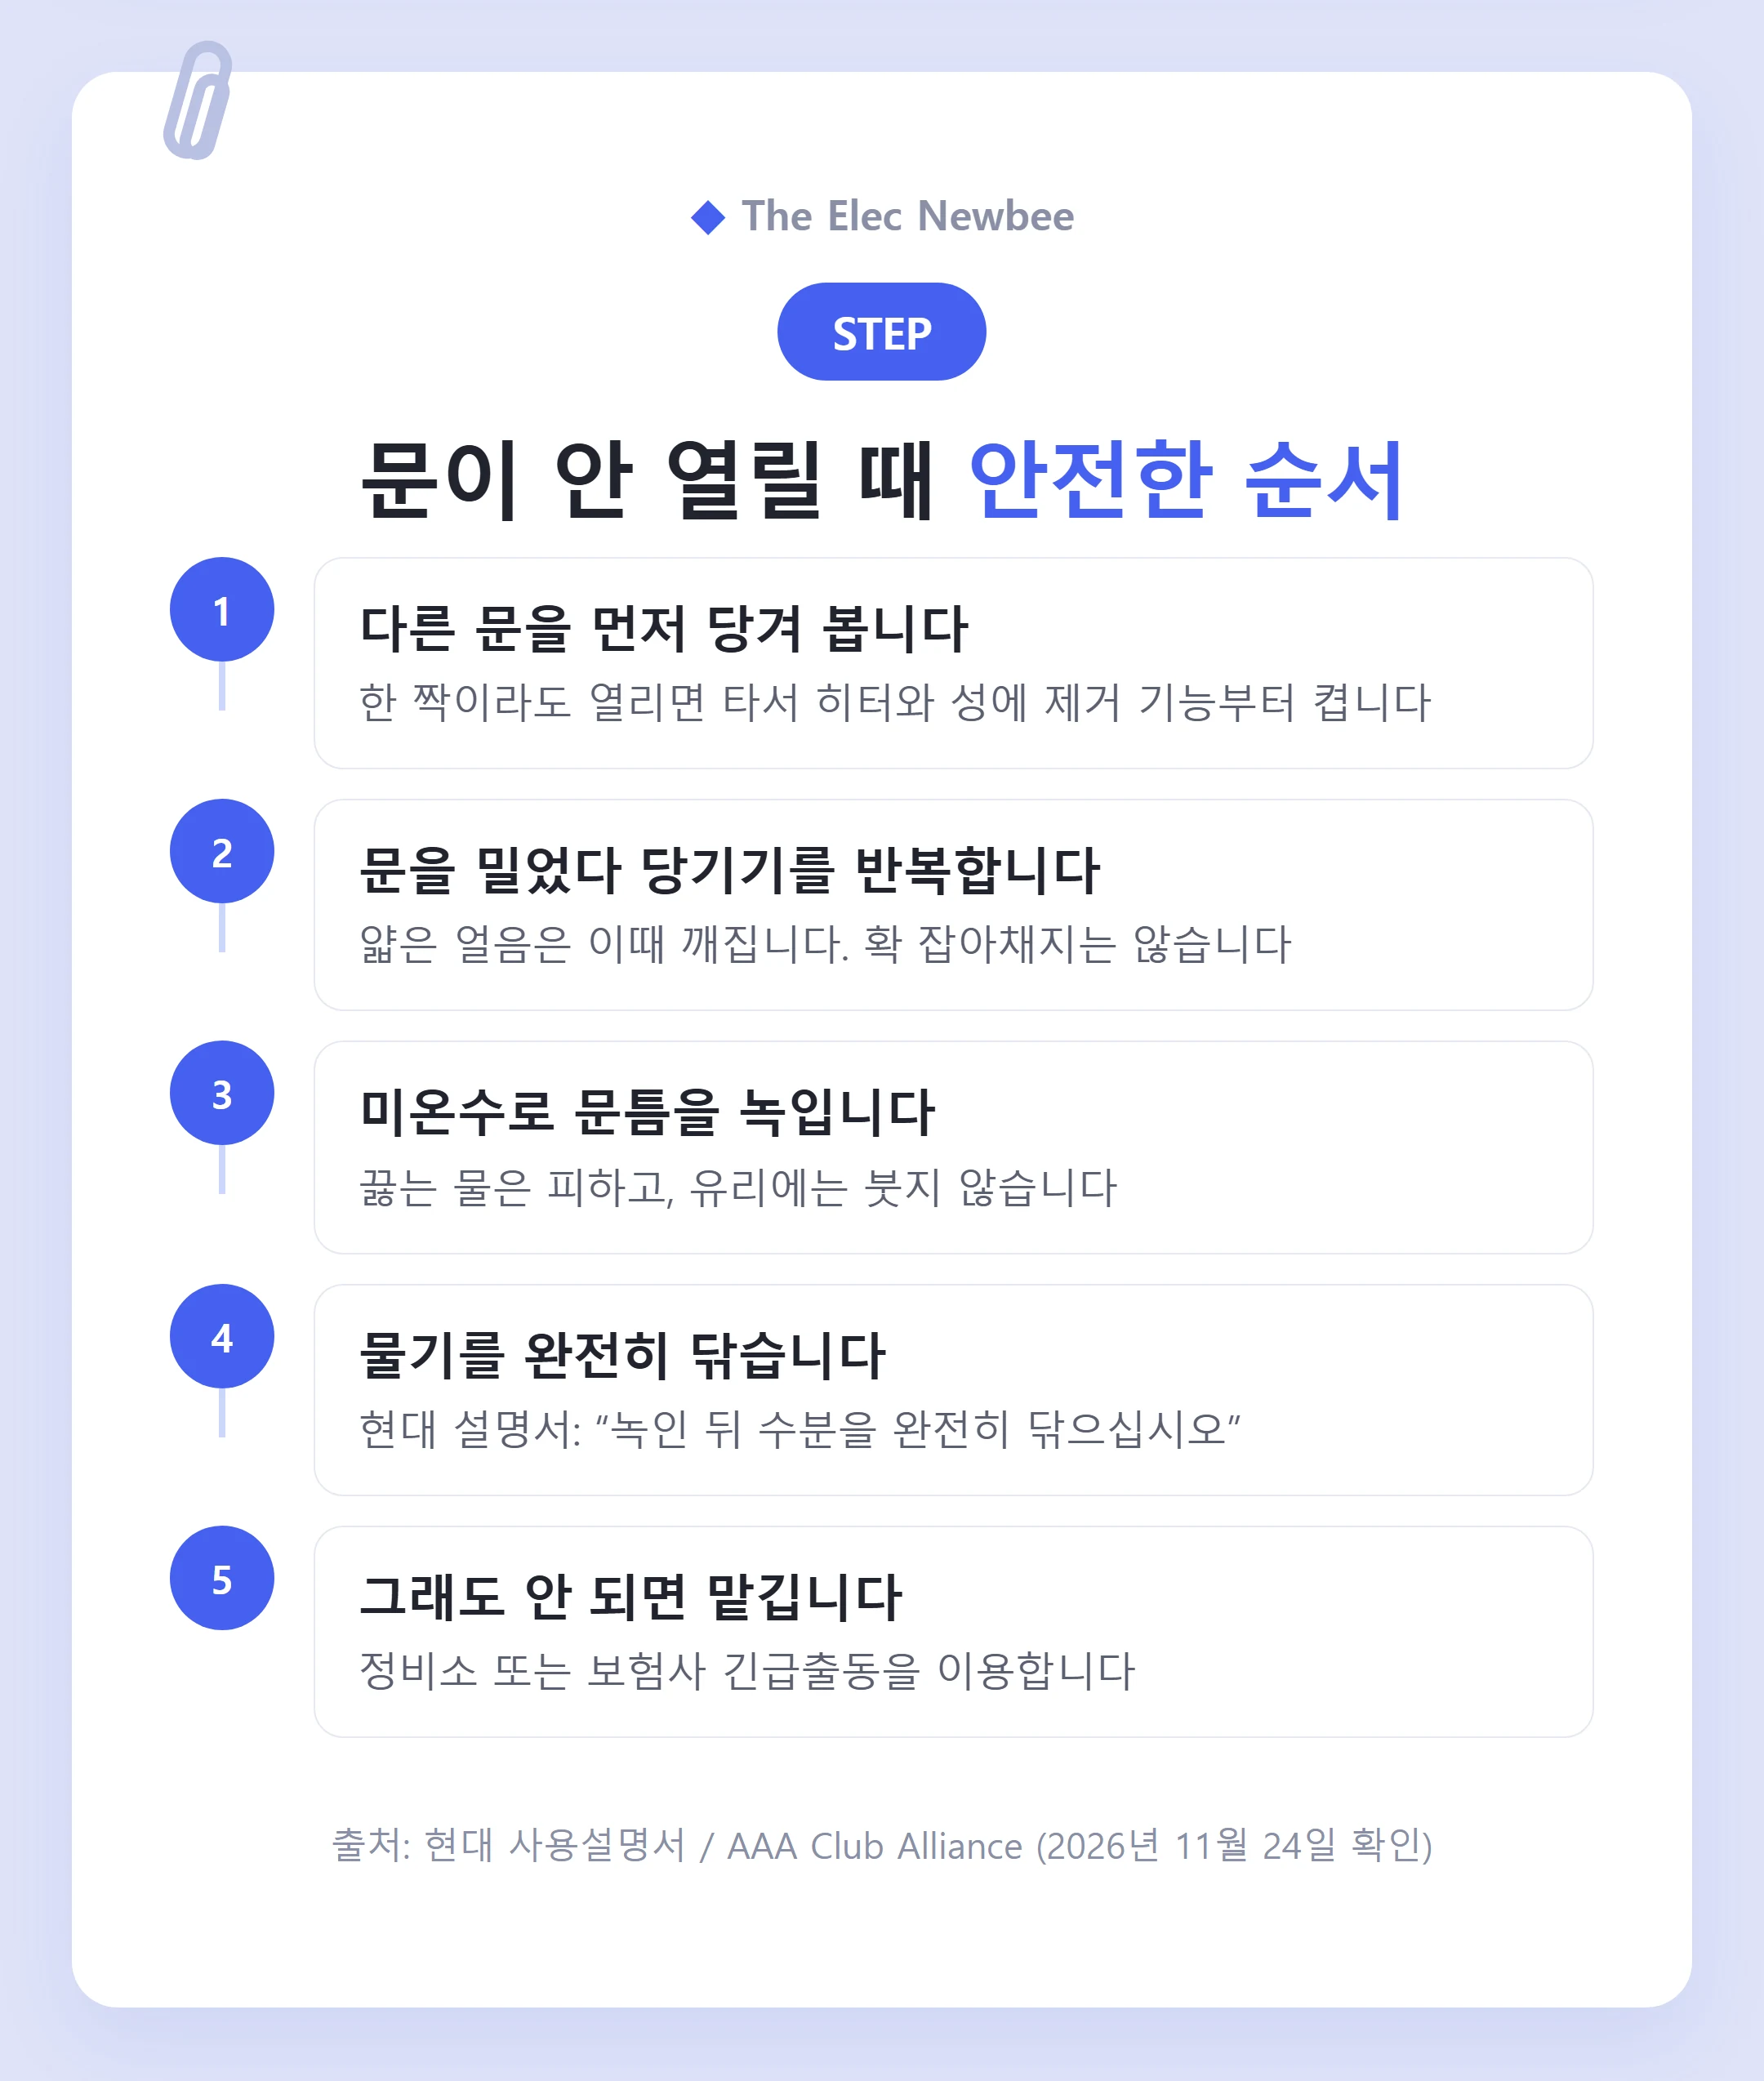 The Elec Newbee
STEP
문이 안 열릴 때 안전한 순서
1
다른 문을 먼저 당겨 봅니다
한 짝이라도 열리면 타서 히터와 성에 제거 기능부터 켭니다
2
문을 밀었다 당기기를 반복합니다
얇은 얼음은 이때 깨집니다. 확 잡아채지는 않습니다
3
미온수로 문틈을 녹입니다
끓는 물은 피하고, 유리에는 붓지 않습니다
4
물기를 완전히 닦습니다
현대 설명서: “녹인 뒤 수분을 완전히 닦으십시오”
5
그래도 안 되면 맡깁니다
정비소 또는 보험사 긴급출동을 이용합니다
출처: 현대 사용설명서 / AAA Club Alliance (2026년 11월 24일 확인)